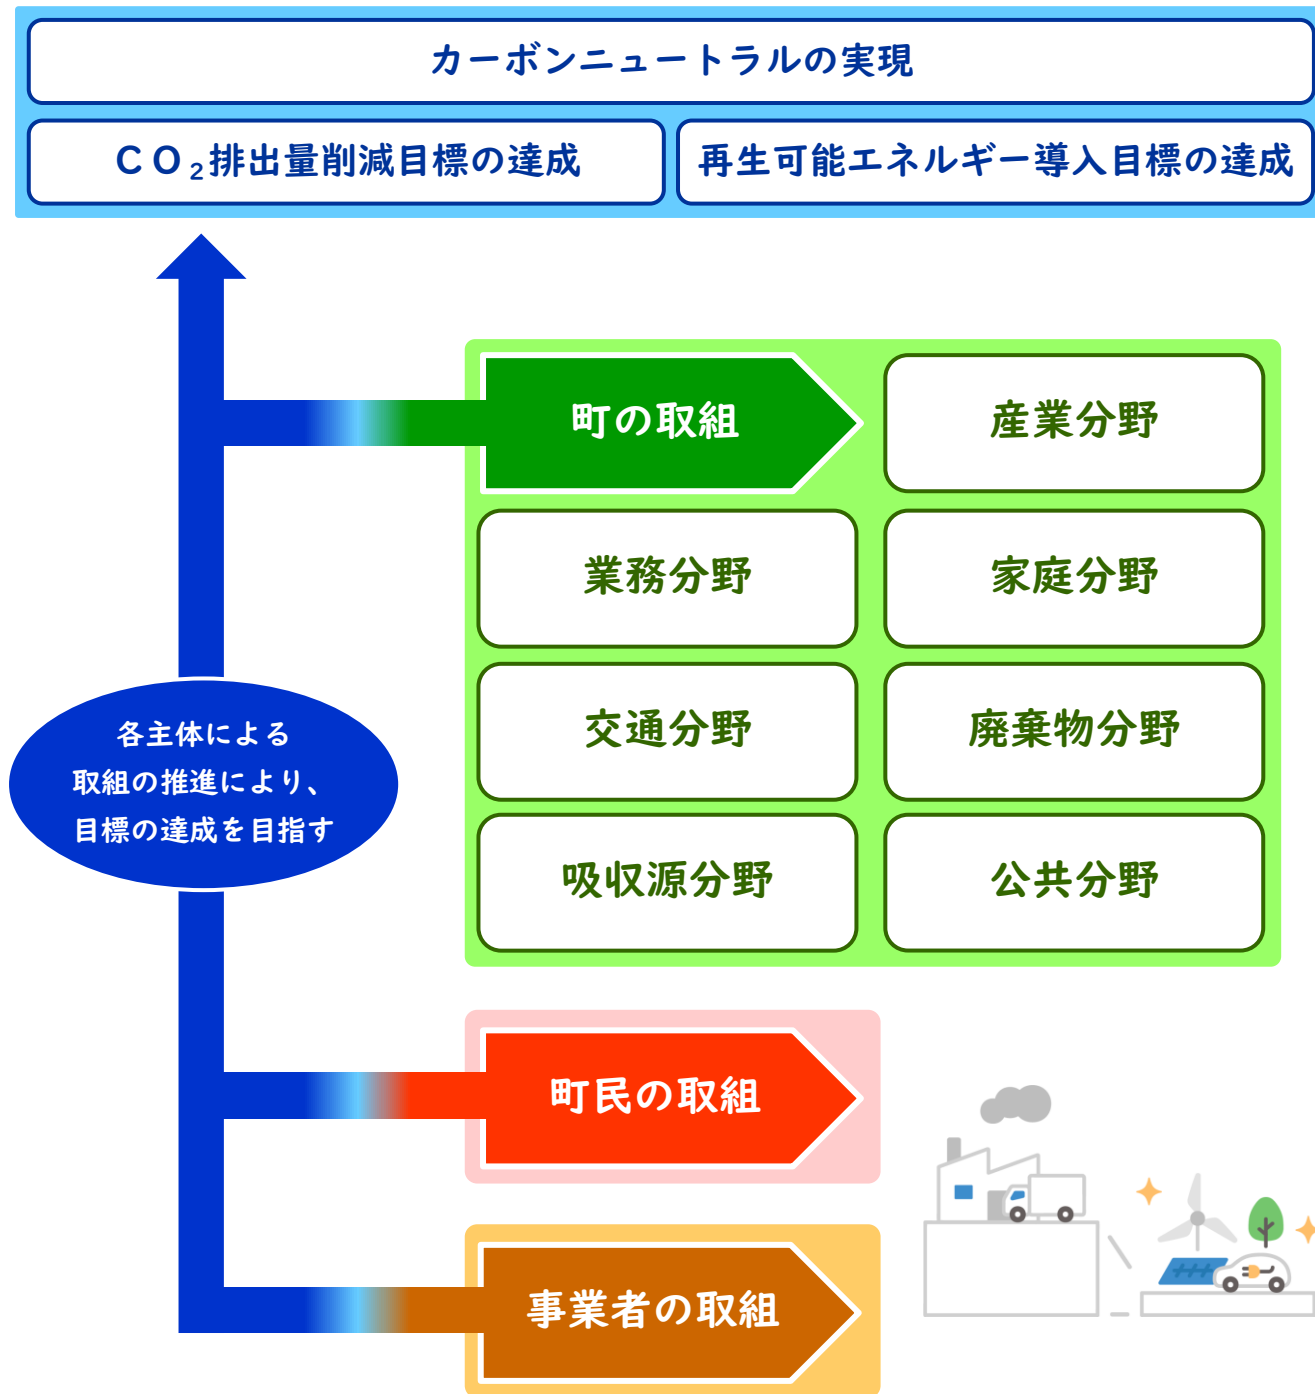 カーボンニュートラルの実現
ＣＯ₂排出量削減目標の達成
再生可能エネルギー導入目標の達成
町の取組
産業分野
業務分野
家庭分野
交通分野
廃棄物分野
吸収源分野
公共分野
各主体による
取組の推進により、
目標の達成を目指す
町民の取組
事業者の取組